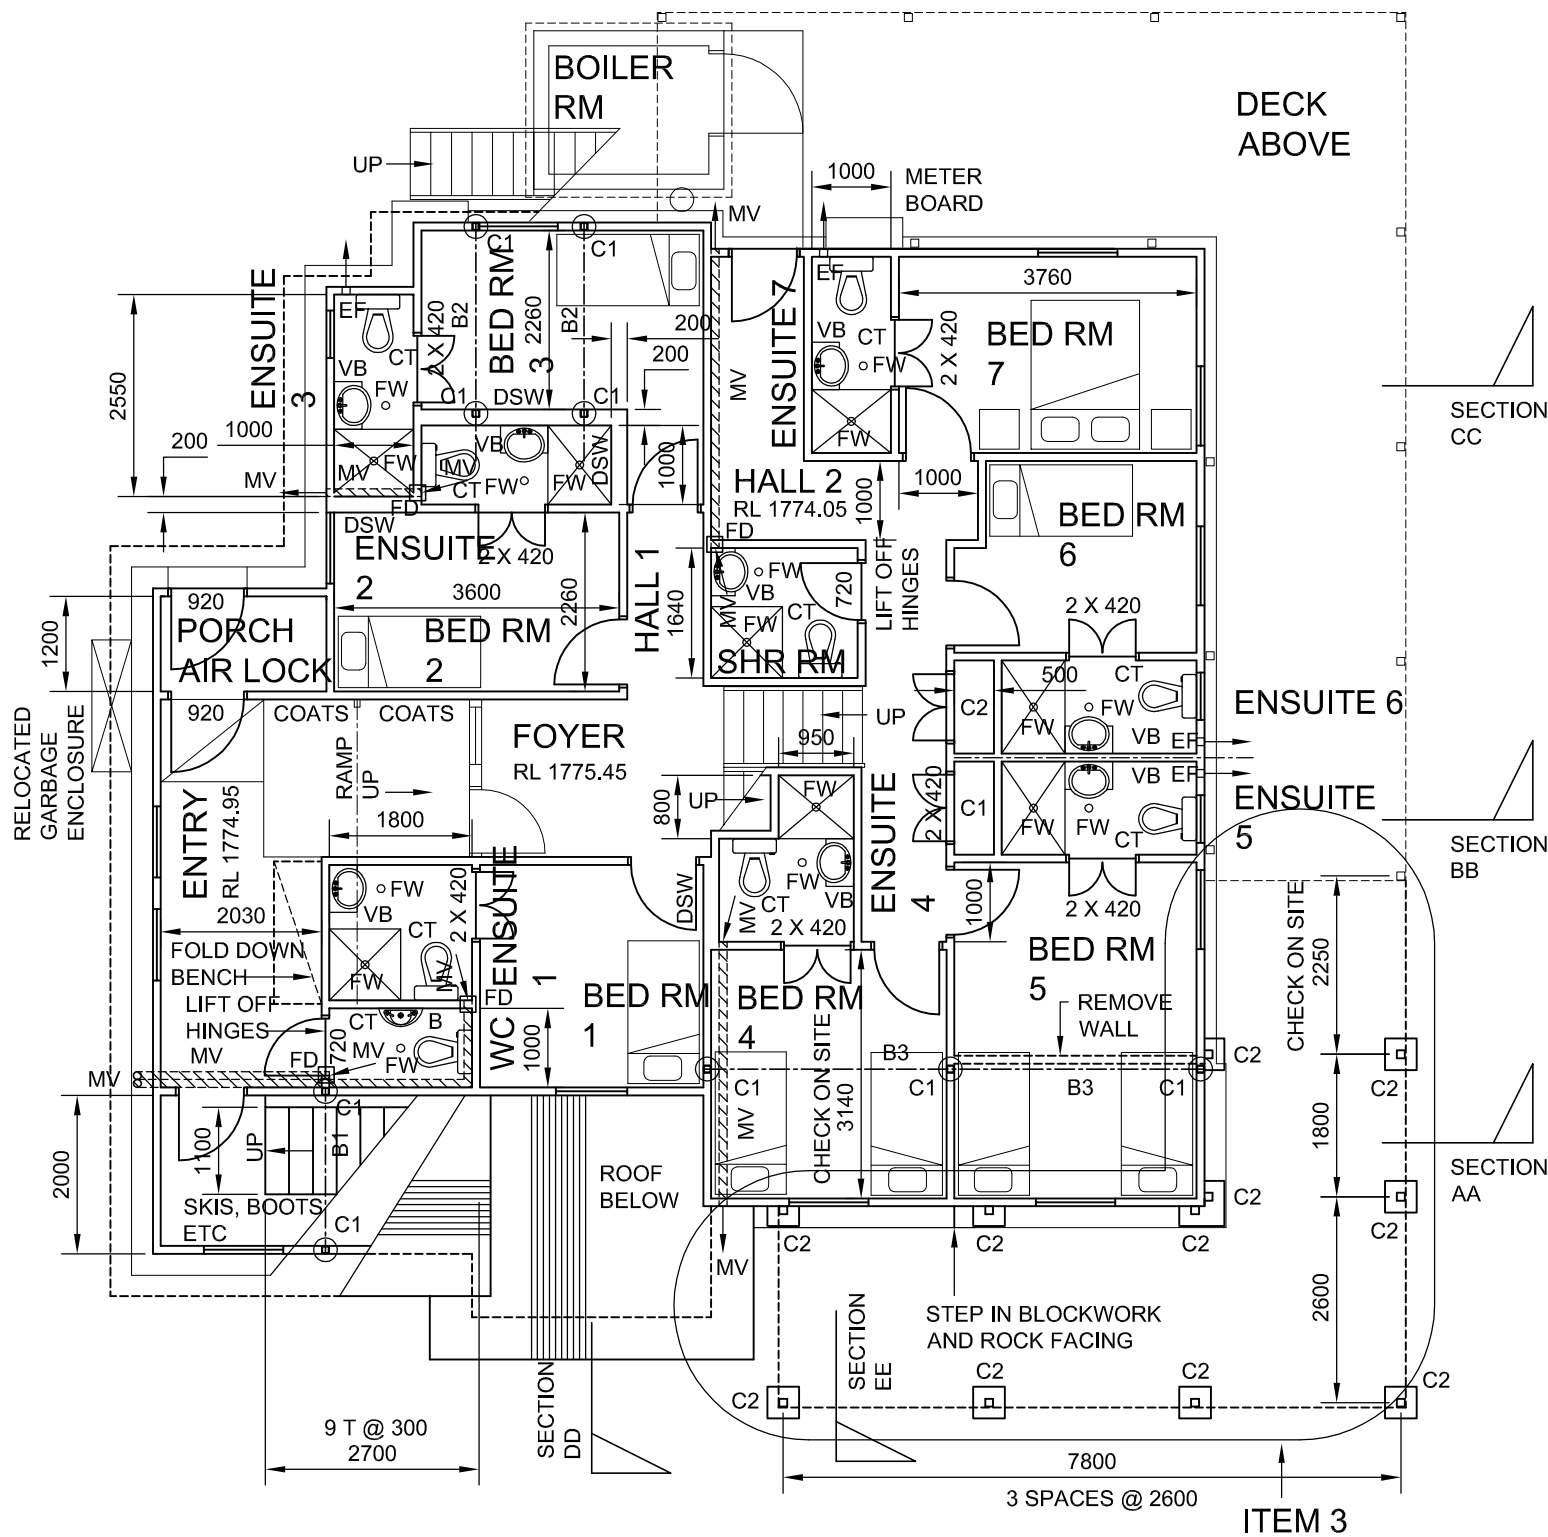 BOILER
RM
DECK
ABOVE
UP
1000
METER
BOARD
MV
C1
C1
ENSUITE
3
EF
2550
VB
CT
FW
2 X 420
B2
BED RM
3
2260
B2
200
200
C1
DSW
C1
ENSUITE 7
EF
VB
CT
FW
FW
2 X 420
3760
BED RM
7
MV
SECTION
CC
200
1000
MV
FW
MV
VB
MV
CT
FW
FW
DSW
1000
FD
DSW
ENSUITE
2
2 X 420
HALL 2
RL 1774.05
1000
1000
FD
BED RM
6
3600
2260
BED RM
2
HALL 1
1640
FW
VB
MV
FW
CT
720
SHR RM
LIFT OFF
HINGES
2 X 420
920
PORCH
AIR LOCK
1200
920
RELOCATED
GARBAGE
ENCLOSURE
COATS
COATS
FOYER
RL 1775.45
RAMP
UP
1800
UP
950
500
C2
FW
CT
FW
VB
EF
ENSUITE 6
ENTRY
RL 1774.95
2030
800
UP
FW
ENSUITE
4
2 X 420
C1
FW
VB
FW
CT
EF
ENSUITE
5
SECTION
BB
FOLD DOWN
BENCH
LIFT OFF
HINGES
MV
FW
VB
CT
FW
MV
2 X 420
ENSUITE
1
FD
DSW
MV
CT
FW
VB
2 X 420
1000
2 X 420
BED RM
5
CHECK ON SITE
2250
MV
FD
720
CT
B
MV
FW
WC
1000
BED RM
1
BED RM
4
REMOVE
WALL
C1
MV
CHECK ON SITE
3140
B3
C1
B3
C1
C2
C2
1800
2000
1100
UP
C1
B1
SKIS, BOOTS
ETC
C1
ROOF
BELOW
SECTION
AA
MV
C2
C2
C2
C2
C2
2600
STEP IN BLOCKWORK
AND ROCK FACING
SECTION
DD
SECTION
EE
C2
C2
C2
C2
9 T @ 300
2700
7800
3 SPACES @ 2600
ITEM 3